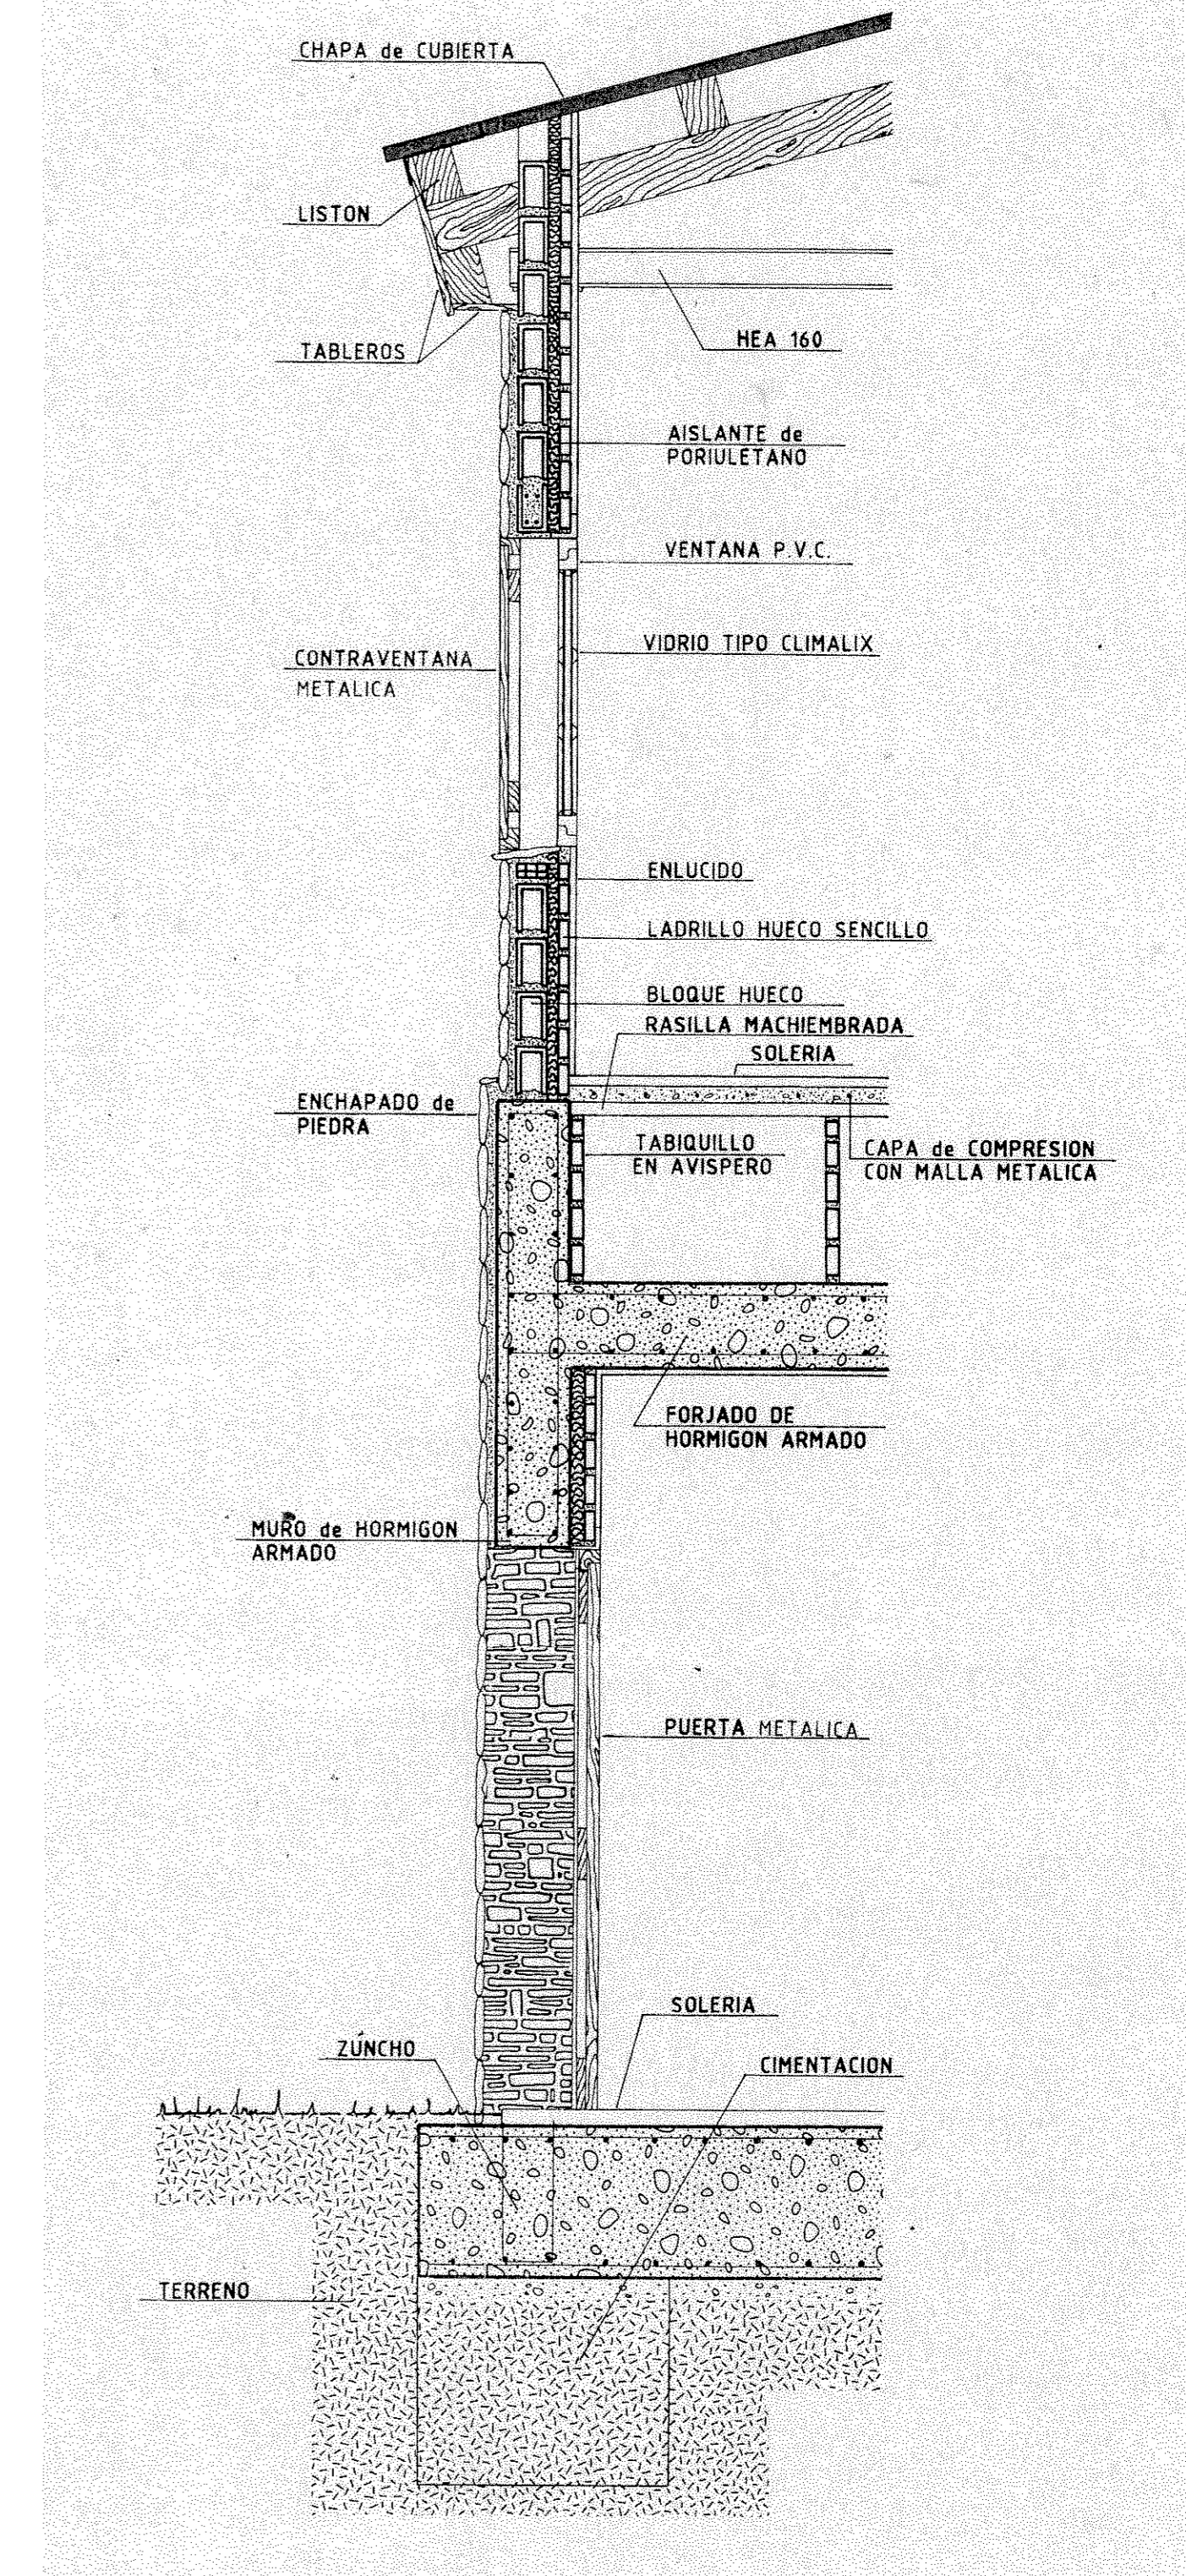 CHAPA de CUBIERTA
LISTON
TABLEROS
HEA 160
AISLANTE de
PORIULETANO
VENTANA P.V.C.
VIDRIO TIPO CLIMALIX
CONTRAVENTANA
METALICA
ENLUCIDO
LADRILLO HUECO SENCILLO
BLOQUE HUECO
RASILLA MACHIEMBRADA
SOLERIA
ENCHAPADO de
PIEDRA
TABIQUILLO
EN AVISPERO
CAPA de COMPRESION
CON MALLA METALICA
FORJADO DE
HORMIGON ARMADO
MURO de HORMIGON
ARMADO
PUERTA METALICA
SOLERIA
ZÚNCHO
CIMENTACION
TERRENO